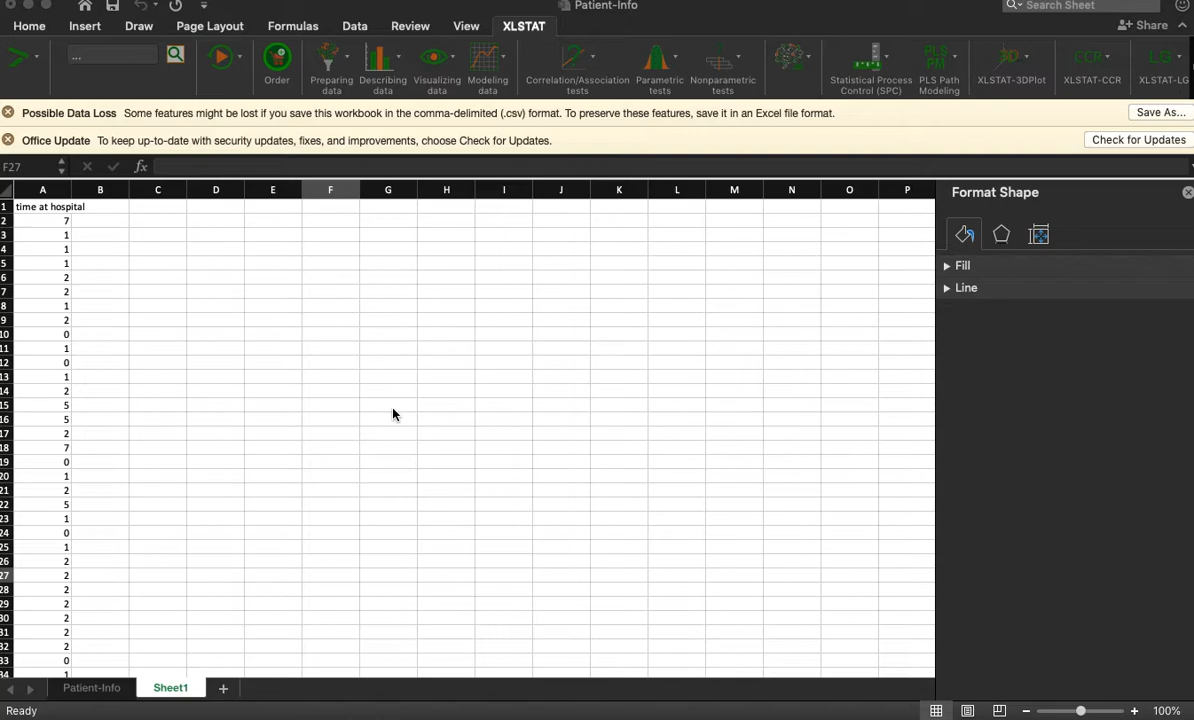 Patient-Info
Search Sheet
Home Insert Draw Page Layout Formulas Data Review View XLSTAT Share
...
Order
Preparing data
Describing data
Visualizing data
Modeling data
Correlation/Association tests
Parametric tests
Nonparametric tests
Statistical Process Control (SPC)
PLS Path Modeling
XLSTAT-3DPlot
XLSTAT-CCR
XLSTAT-LG
Possible Data Loss Some features might be lost if you save this workbook in the comma-delimited (.csv) format. To preserve these features, save it in an Excel file format. Save As...
Office Update To keep up-to-date with security updates, fixes, and improvements, choose Check for Updates. Check for Updates
F27 fx
A B C D E F G H I J K L M N O P
1 time at hospital
2 7
3 1
4 1
5 1
6 2
7 2
8 1
9 2
10 0
11 1
12 0
13 1
14 2
15 5
16 5
17 2
18 7
19 0
20 1
21 2
22 5
23 1
24 0
25 1
26 2
27 2
28 2
29 2
30 2
31 2
32 2
33 0
34 1
Format Shape
Fill
Line
Patient-Info Sheet1 +
Ready 100%